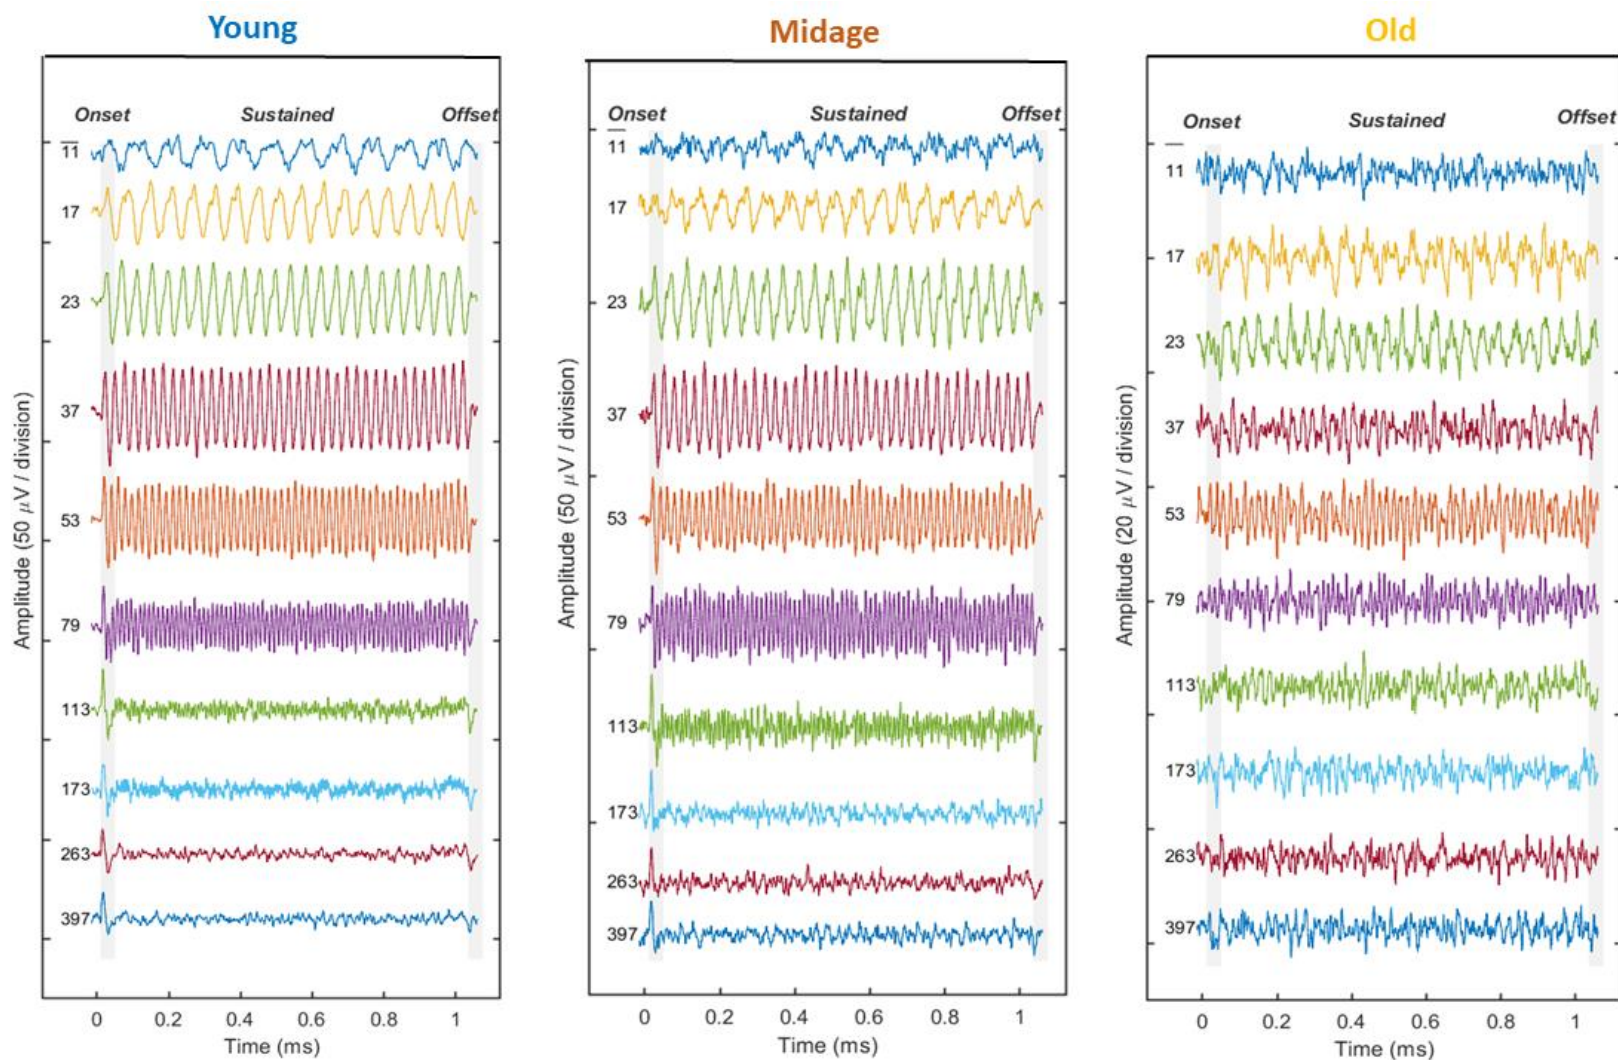 Young
Onset Sustained Offset
11
17
23
37
53
79
113
173
263
397
0 0.2 0.4 0.6 0.8 1
Time (ms)
Amplitude (50 μV / division)
Midage
Onset Sustained Offset
11
17
23
37
53
79
113
173
263
397
0 0.2 0.4 0.6 0.8 1
Time (ms)
Amplitude (50 μV / division)
Old
Onset Sustained Offset
11
17
23
37
53
79
113
173
263
397
0 0.2 0.4 0.6 0.8 1
Time (ms)
Amplitude (20 μV / division)